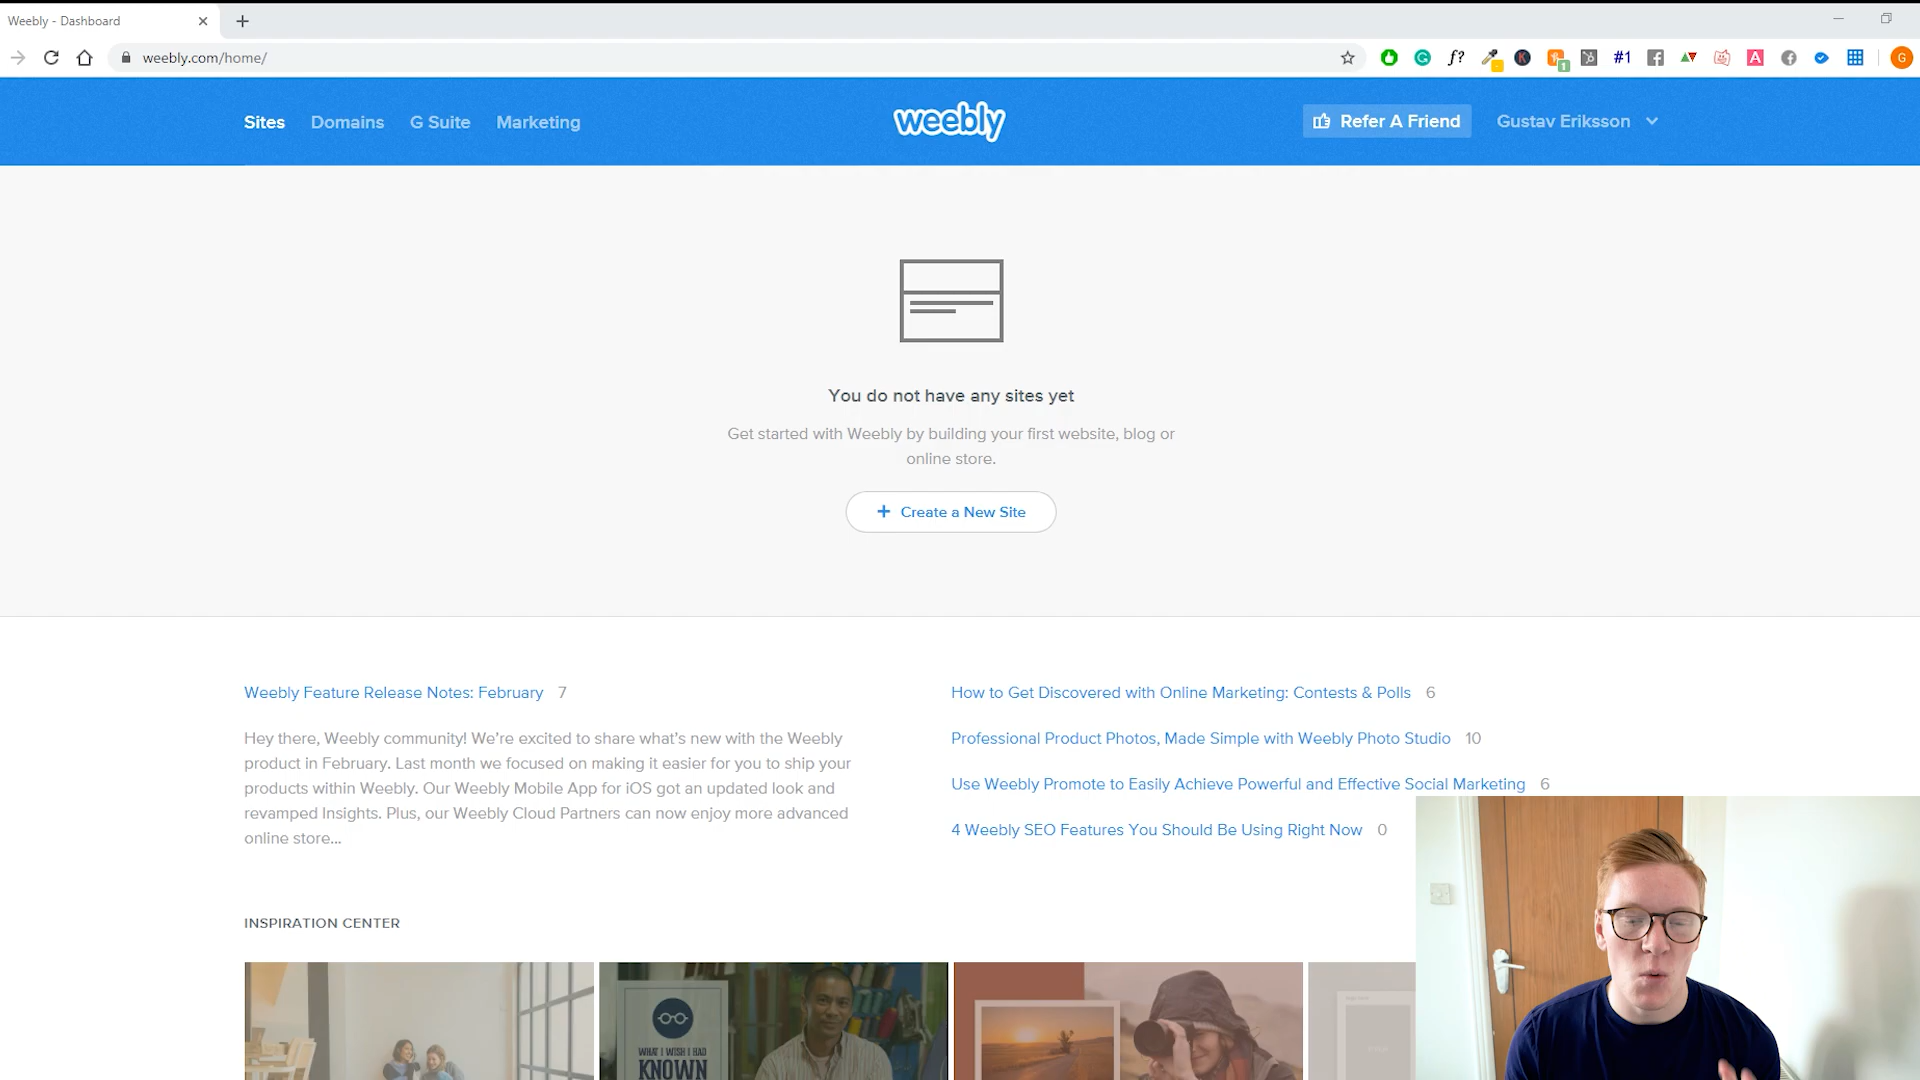 Weebly - Dashboard
weebly.com/home/
f?
#1
A
1
G
Sites
Domains
G Suite
Marketing
weebly
Refer A Friend
Gustav Eriksson
You do not have any sites yet
Get started with Weebly by building your first website, blog or
online store.
+ Create a New Site
Weebly Feature Release Notes: February 7
Hey there, Weebly community! We're excited to share what's new with the Weebly
product in February. Last month we focused on making it easier for you to ship your
products within Weebly. Our Weebly Mobile App for iOS got an updated look and
revamped Insights. Plus, our Weebly Cloud Partners can now enjoy more advanced
online store...
How to Get Discovered with Online Marketing: Contests & Polls 6
Professional Product Photos, Made Simple with Weebly Photo Studio 10
Use Weebly Promote to Easily Achieve Powerful and Effective Social Marketing 6
4 Weebly SEO Features You Should Be Using Right Now 0
INSPIRATION CENTER
WHAT I WISH I HAD
KNOWN